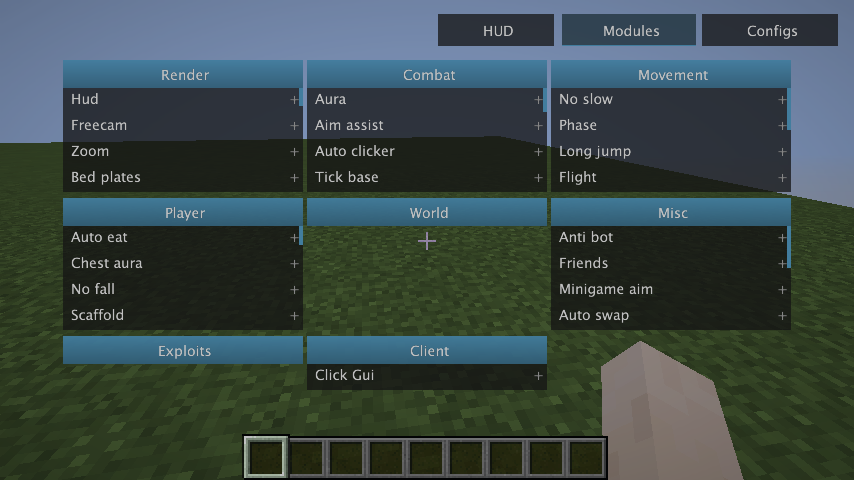 HUD
Modules
Configs
Render
Hud +
Freecam +
Zoom +
Bed plates +
Combat
Aura +
Aim assist +
Auto clicker +
Tick base +
Movement
No slow +
Phase +
Long jump +
Flight +
Player
Auto eat +
Chest aura +
No fall +
Scaffold +
World
Misc
Anti bot +
Friends +
Minigame aim +
Auto swap +
Exploits
Client
Click Gui +